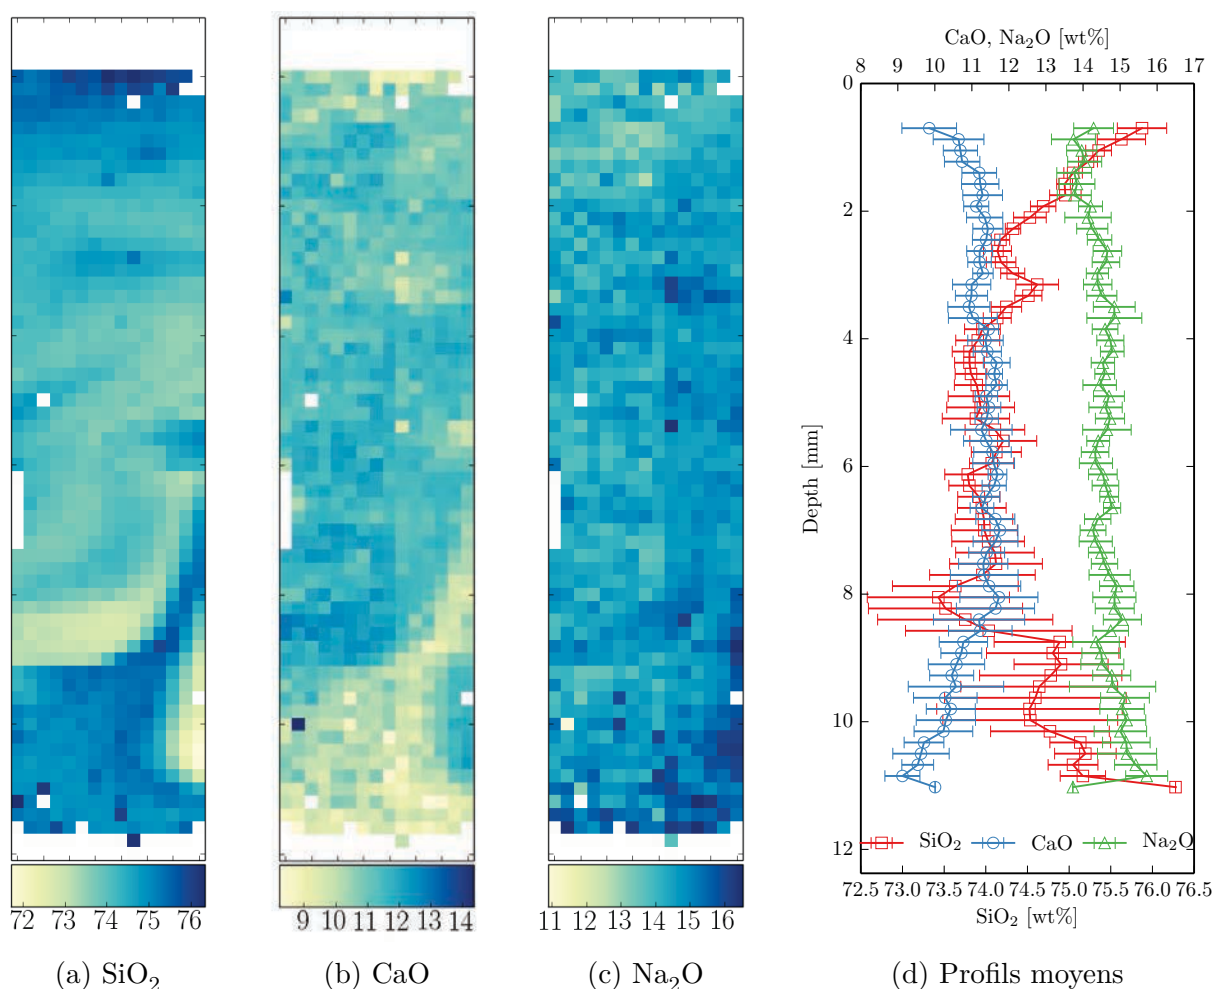 CaO, Na₂O [wt%]
8 9 10 11 12 13 14 15 16 17
0
2
4
6
8
10
12
Depth [mm]
SiO₂ CaO Na₂O
72.5 73.0 73.5 74.0 74.5 75.0 75.5 76.0 76.5
SiO₂ [wt%]
72 73 74 75 76
9 10 11 12 13 14
11 12 13 14 15 16
(a) SiO₂
(b) CaO
(c) Na₂O
(d) Profils moyens